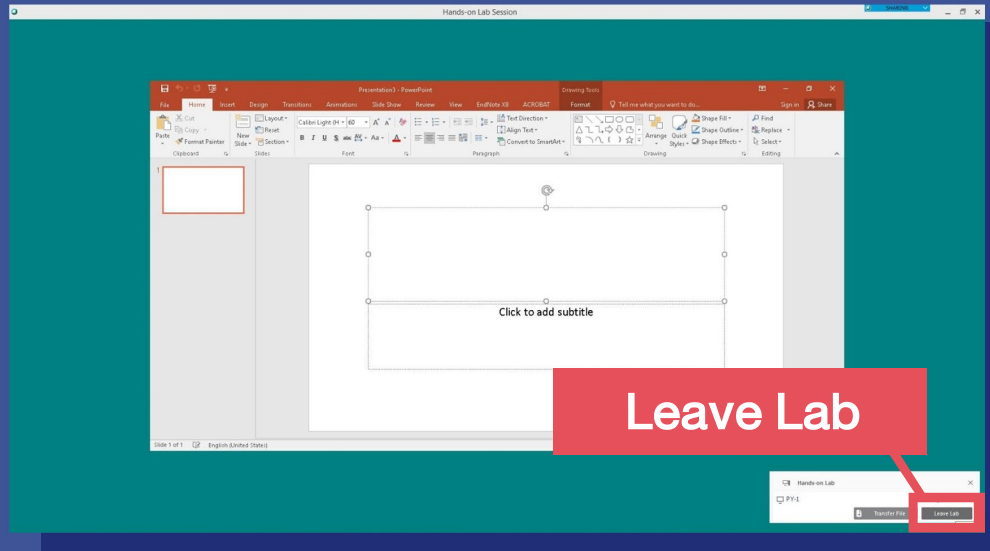 Hands-on Lab Session
SHARING
Presentation3 - PowerPoint
Drawing Tools
File Home Insert Design Transitions Animations Slide Show Review View EndNote X8 ACROBAT Format Tell me what you want to do... Sign in Share
Cut
Copy
Format Painter
Paste
Clipboard
New Slide
Layout
Reset
Section
Slides
Calibri Light (H 60
B I U S abc AV Aa A
Font
Text Direction
Align Text
Convert to SmartArt
Paragraph
Arrange
Quick Styles
Shape Fill
Shape Outline
Shape Effects
Drawing
Find
Replace
Select
Editing
1
Click to add subtitle
Leave Lab
Slide 1 of 1 English (United States)
Hands-on Lab
PY-1
Transfer File Leave Lab